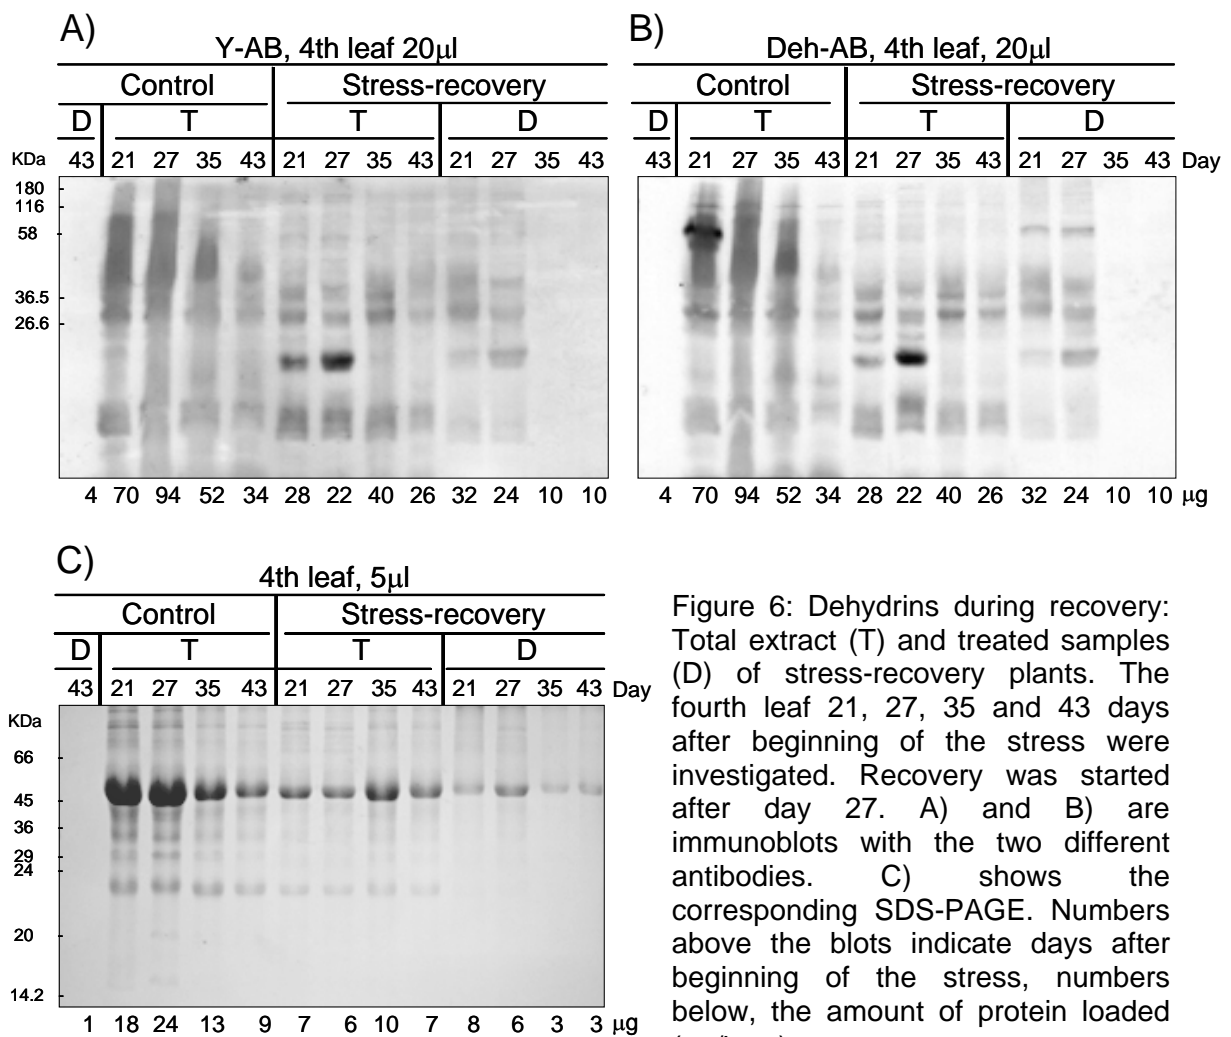 A)
Y-AB, 4th leaf 20µl
Control Stress-recovery
D T T D
KDa 43 21 27 35 43 21 27 35 43 21 27 35 43
180
116
58
36.5
26.6
4 70 94 52 34 28 22 40 26 32 24 10 10
B)
Deh-AB, 4th leaf, 20µl
Control Stress-recovery
D T T D
43 21 27 35 43 21 27 35 43 21 27 35 43 Day
4 70 94 52 34 28 22 40 26 32 24 10 10 µg
C)
4th leaf, 5µl
Control Stress-recovery
D T T D
43 21 27 35 43 21 27 35 43 21 27 35 43 Day
KDa
66
45
36
29
24
20
14.2
1 18 24 13 9 7 6 10 7 8 6 3 3 µg
Figure 6: Dehydrins during recovery:
Total extract (T) and treated samples
(D) of stress-recovery plants. The
fourth leaf 21, 27, 35 and 43 days
after beginning of the stress were
investigated. Recovery was started
after day 27. A) and B) are
immunoblots with the two different
antibodies. C) shows the
corresponding SDS-PAGE. Numbers
above the blots indicate days after
beginning of the stress, numbers
below, the amount of protein loaded